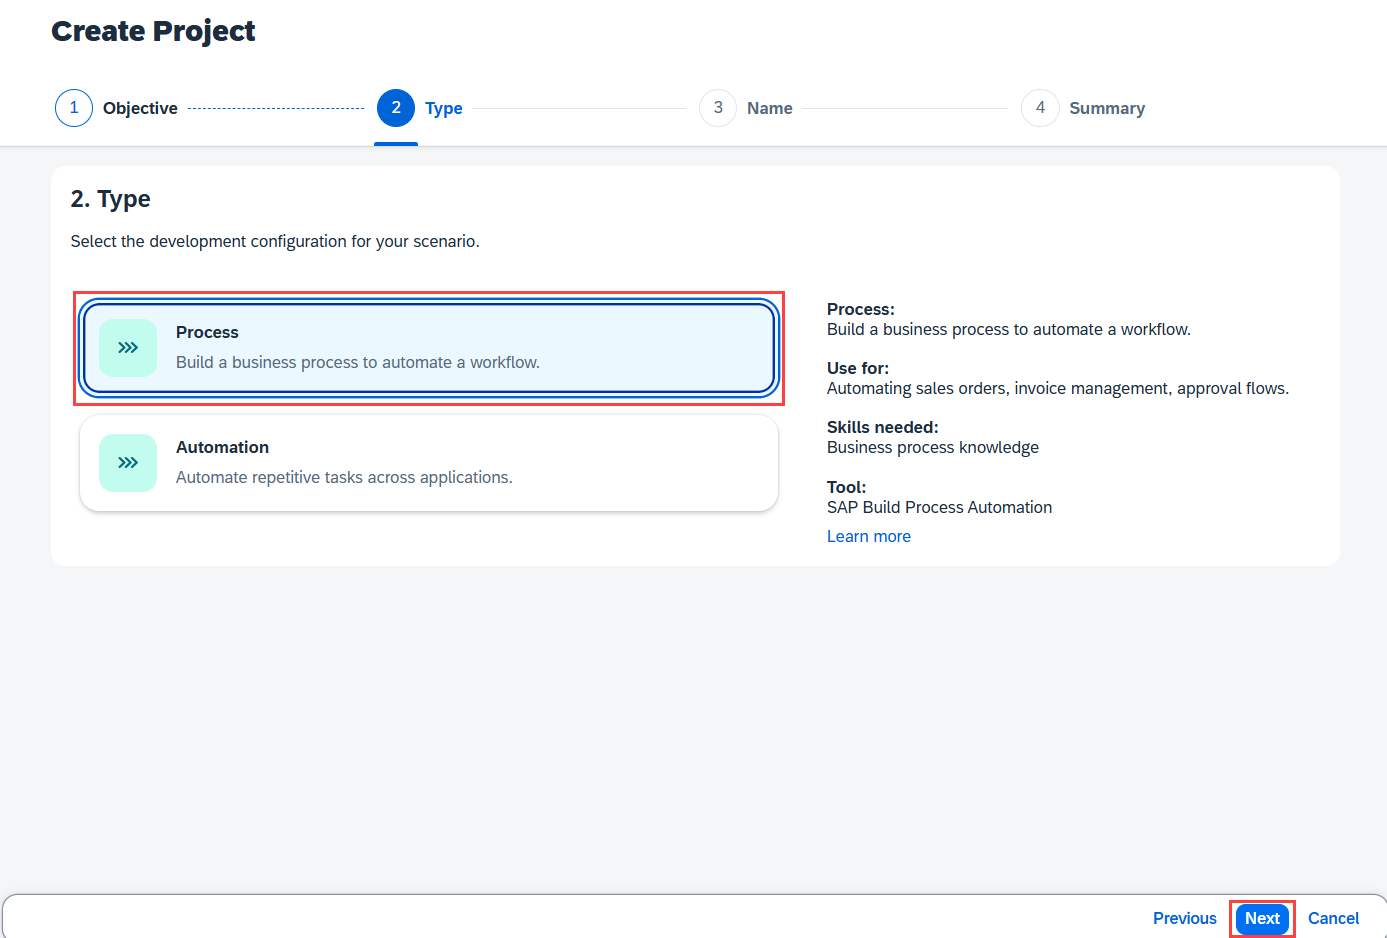 Create Project
1 Objective 2 Type 3 Name 4 Summary
2. Type
Select the development configuration for your scenario.
Process
Build a business process to automate a workflow.
Automation
Automate repetitive tasks across applications.
Process:
Build a business process to automate a workflow.
Use for:
Automating sales orders, invoice management, approval flows.
Skills needed:
Business process knowledge
Tool:
SAP Build Process Automation
Learn more
Previous Next Cancel